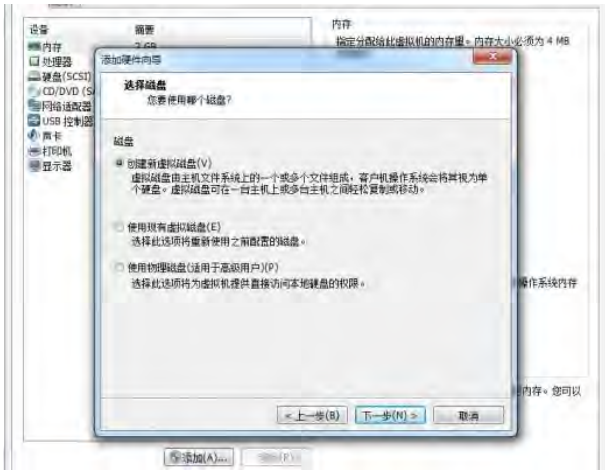 设备 摘要
内存 2 GB
处理器
硬盘(SCSI)
CD/DVD (SA
网络适配器
USB 控制器
声卡
打印机
显示器
内存
指定分配给此虚拟机的内存量。内存大小必须为 4 MB
添加硬件向导
选择磁盘
您要使用哪个磁盘?
磁盘
创建新虚拟磁盘(V)
虚拟磁盘由主机文件系统上的一个或多个文件组成，客户机操作系统会将其视为单
个硬盘。虚拟磁盘可在一台主机上或多台主机之间轻松复制或移动。
使用现有虚拟磁盘(E)
选择此选项将重新使用之前配置的磁盘。
使用物理磁盘(适用于高级用户)(P)
选择此选项将为虚拟机提供直接访问本地硬盘的权限。
操作系统内存
内存。您可以
< 上一步(B) 下一步(N) > 取消
添加(A)...